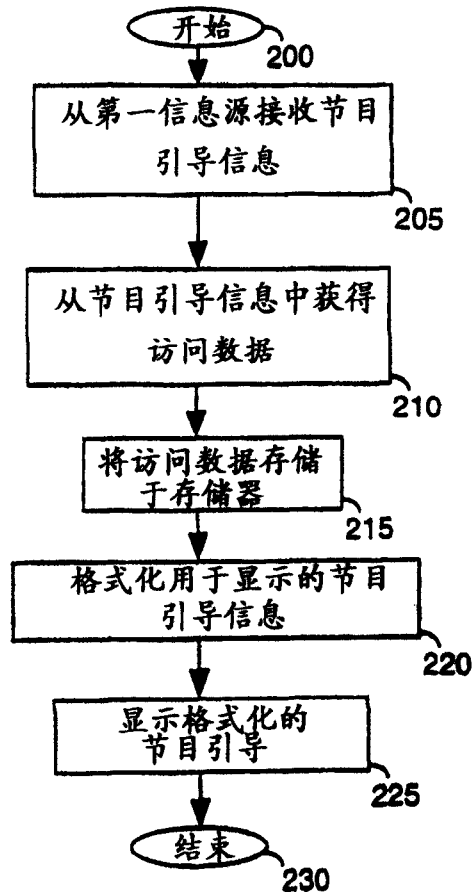 开始
200
从第一信息源接收节目
引导信息
205
从节目引导信息中获得
访问数据
210
将访问数据存储
于存储器
215
格式化用于显示的节目
引导信息
220
显示格式化的
节目引导
225
结束
230